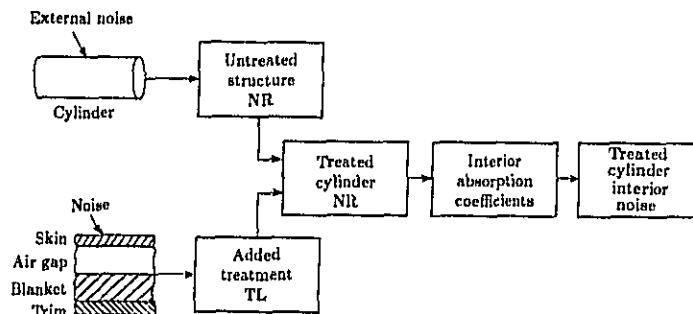 External noise
Cylinder
Untreated
structure
NR
Treated
cylinder
NR
Interior
absorption
coefficients
Treated
cylinder
interior
noise
Noise
Skin
Air gap
Blanket
Trim
Added
treatment
TL